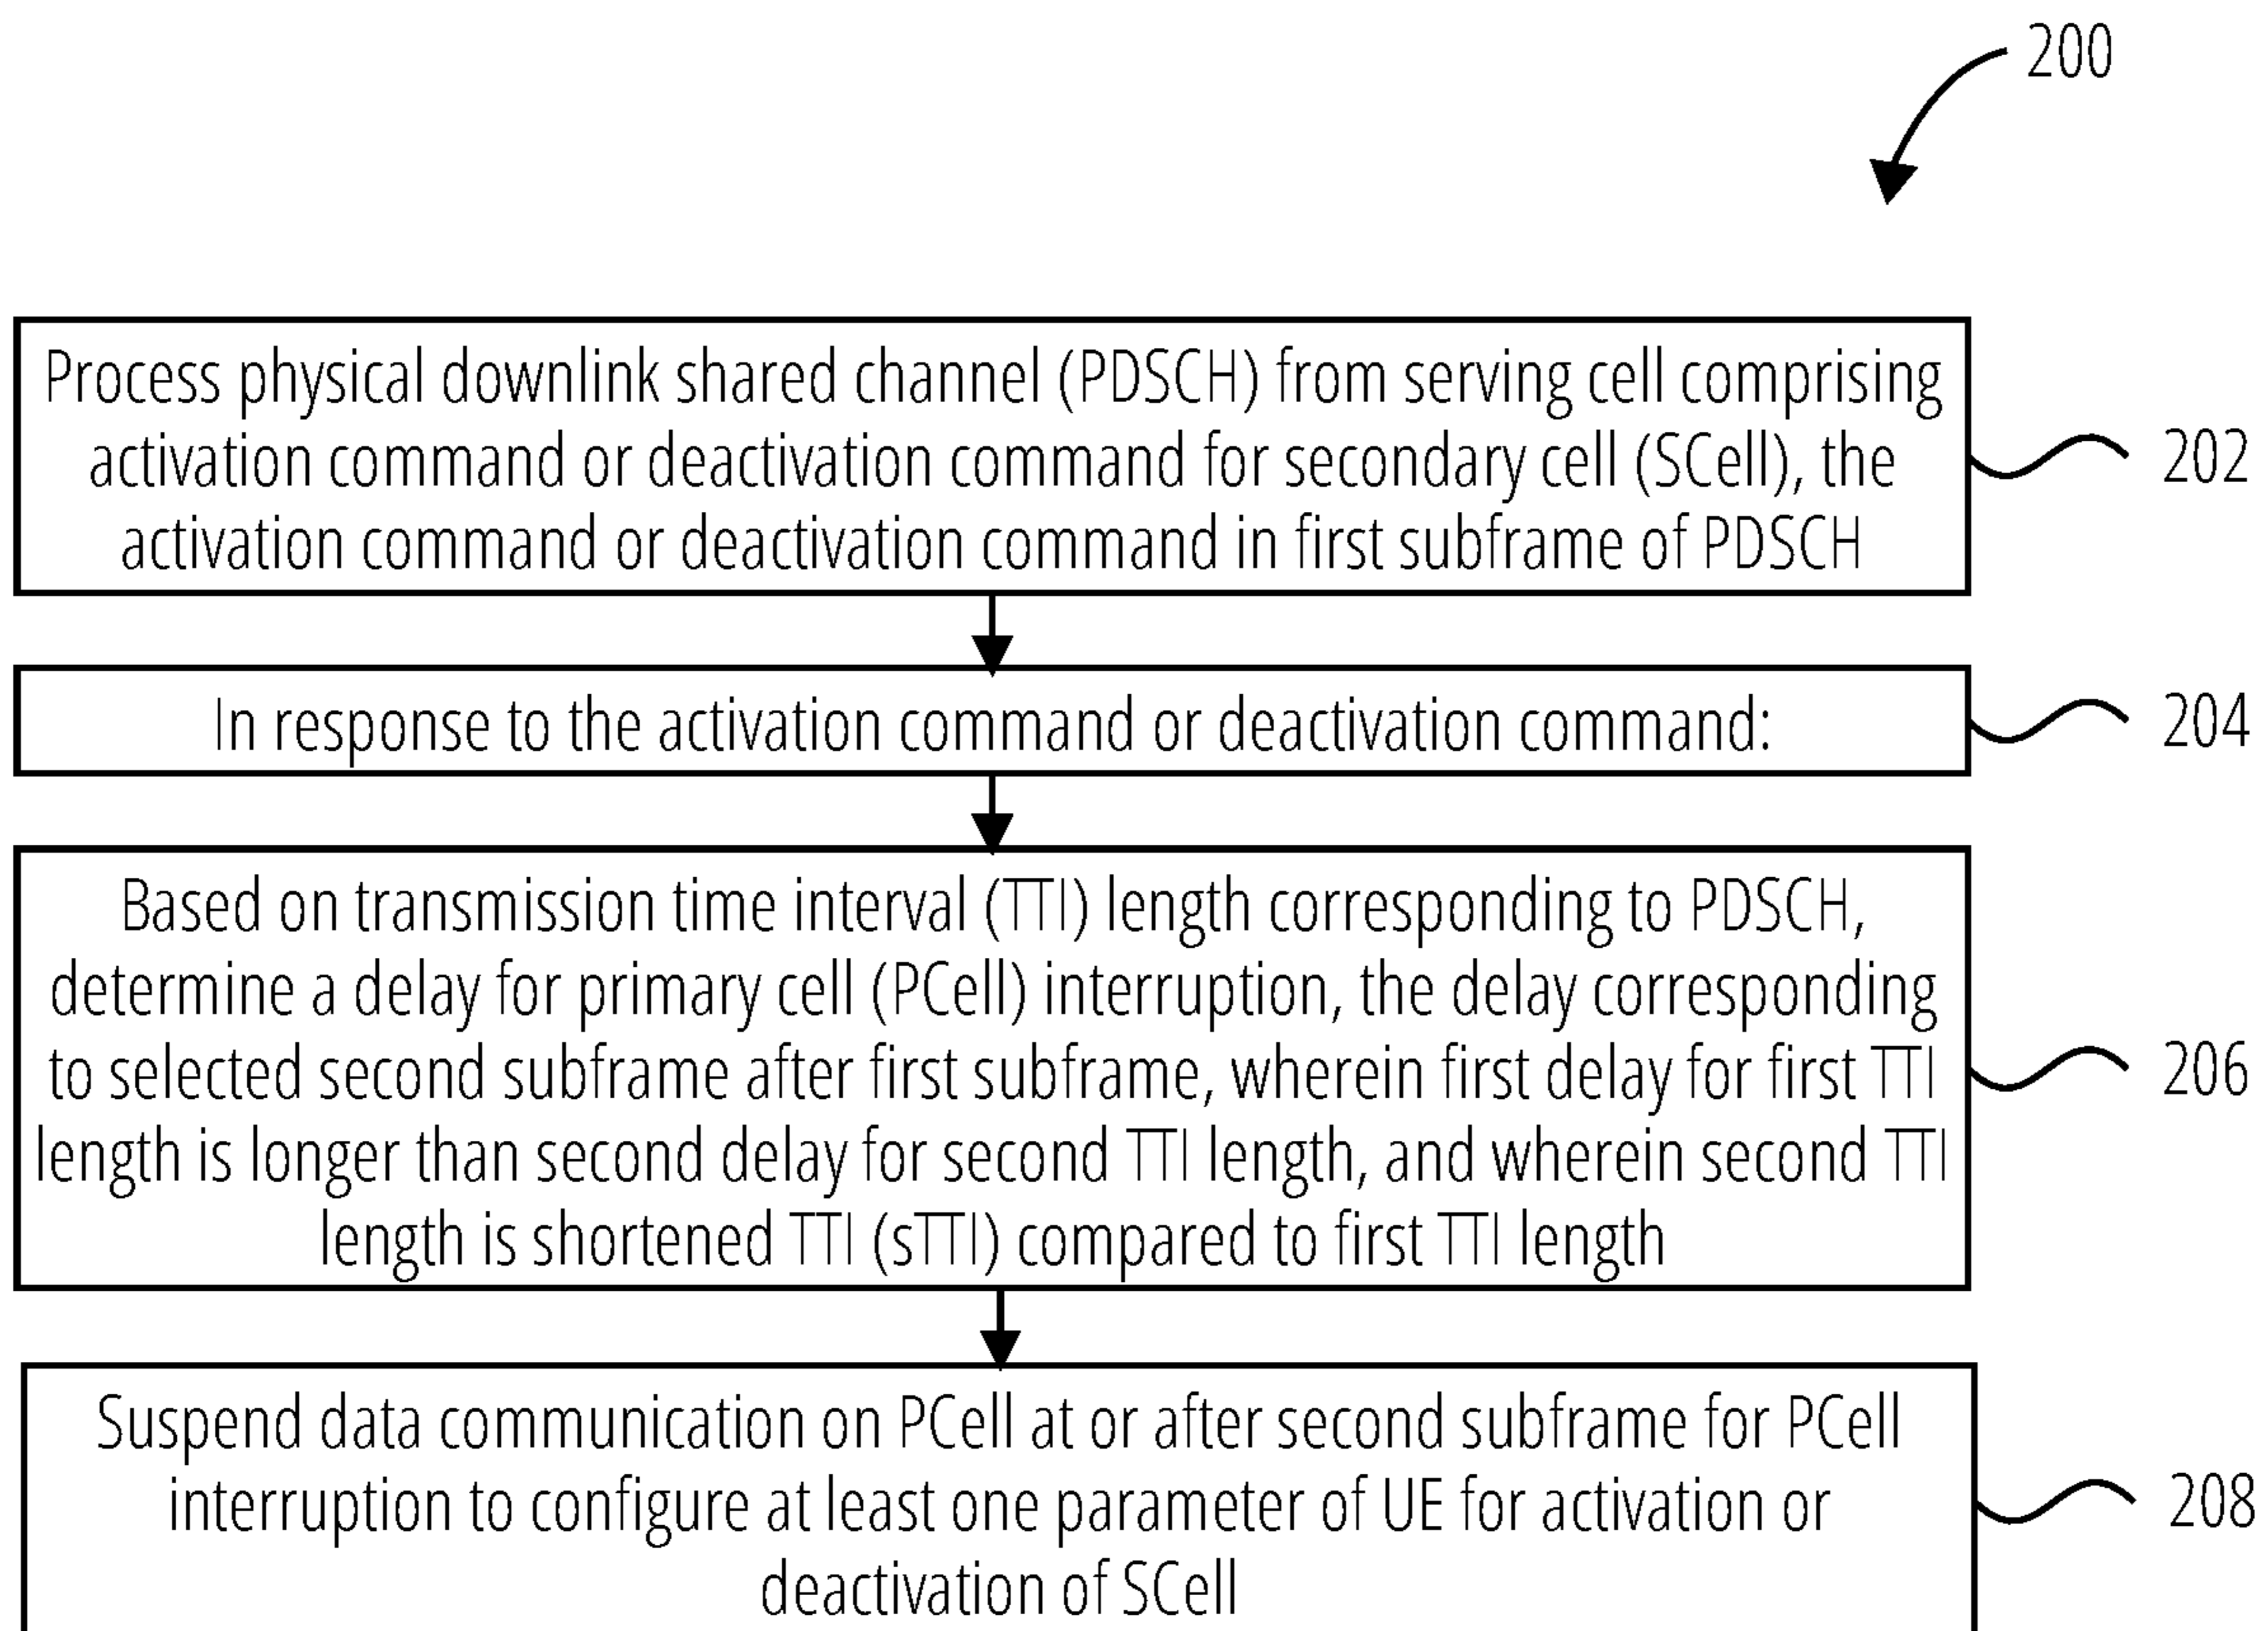 200
Process physical downlink shared channel (PDSCH) from serving cell comprising
activation command or deactivation command for secondary cell (SCell), the
activation command or deactivation command in first subframe of PDSCH
202
In response to the activation command or deactivation command:
204
Based on transmission time interval (TTI) length corresponding to PDSCH,
determine a delay for primary cell (PCell) interruption, the delay corresponding
to selected second subframe after first subframe, wherein first delay for first TTI
length is longer than second delay for second TTI length, and wherein second TTI
length is shortened TTI (sTTI) compared to first TTI length
206
Suspend data communication on PCell at or after second subframe for PCell
interruption to configure at least one parameter of UE for activation or
deactivation of SCell
208